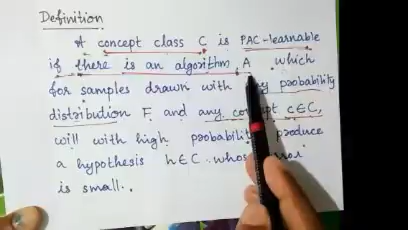 Definition
A concept class C is PAC-learnable
if there is an algorithm A which
for samples drawn with probability
distribution F and any c∈C,
will with high probability produce
a hypothesis h∈C
is small.